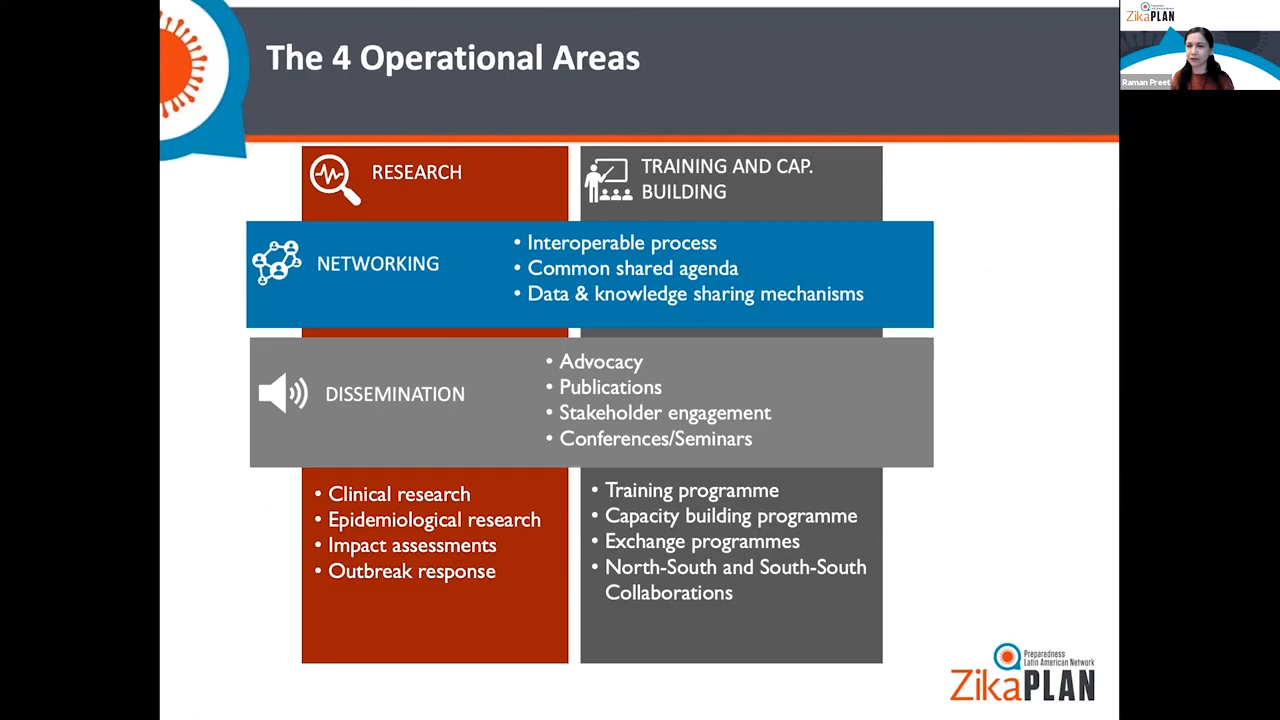 The 4 Operational Areas
RESEARCH
TRAINING AND CAP.
BUILDING
NETWORKING
• Interoperable process
• Common shared agenda
• Data & knowledge sharing mechanisms
DISSEMINATION
• Advocacy
• Publications
• Stakeholder engagement
• Conferences/Seminars
• Clinical research
• Epidemiological research
• Impact assessments
• Outbreak response
• Training programme
• Capacity building programme
• Exchange programmes
• North-South and South-South
Collaborations
Preparedness
Latin American Network
ZikaPLAN
ZikaPLAN
Raman Preet